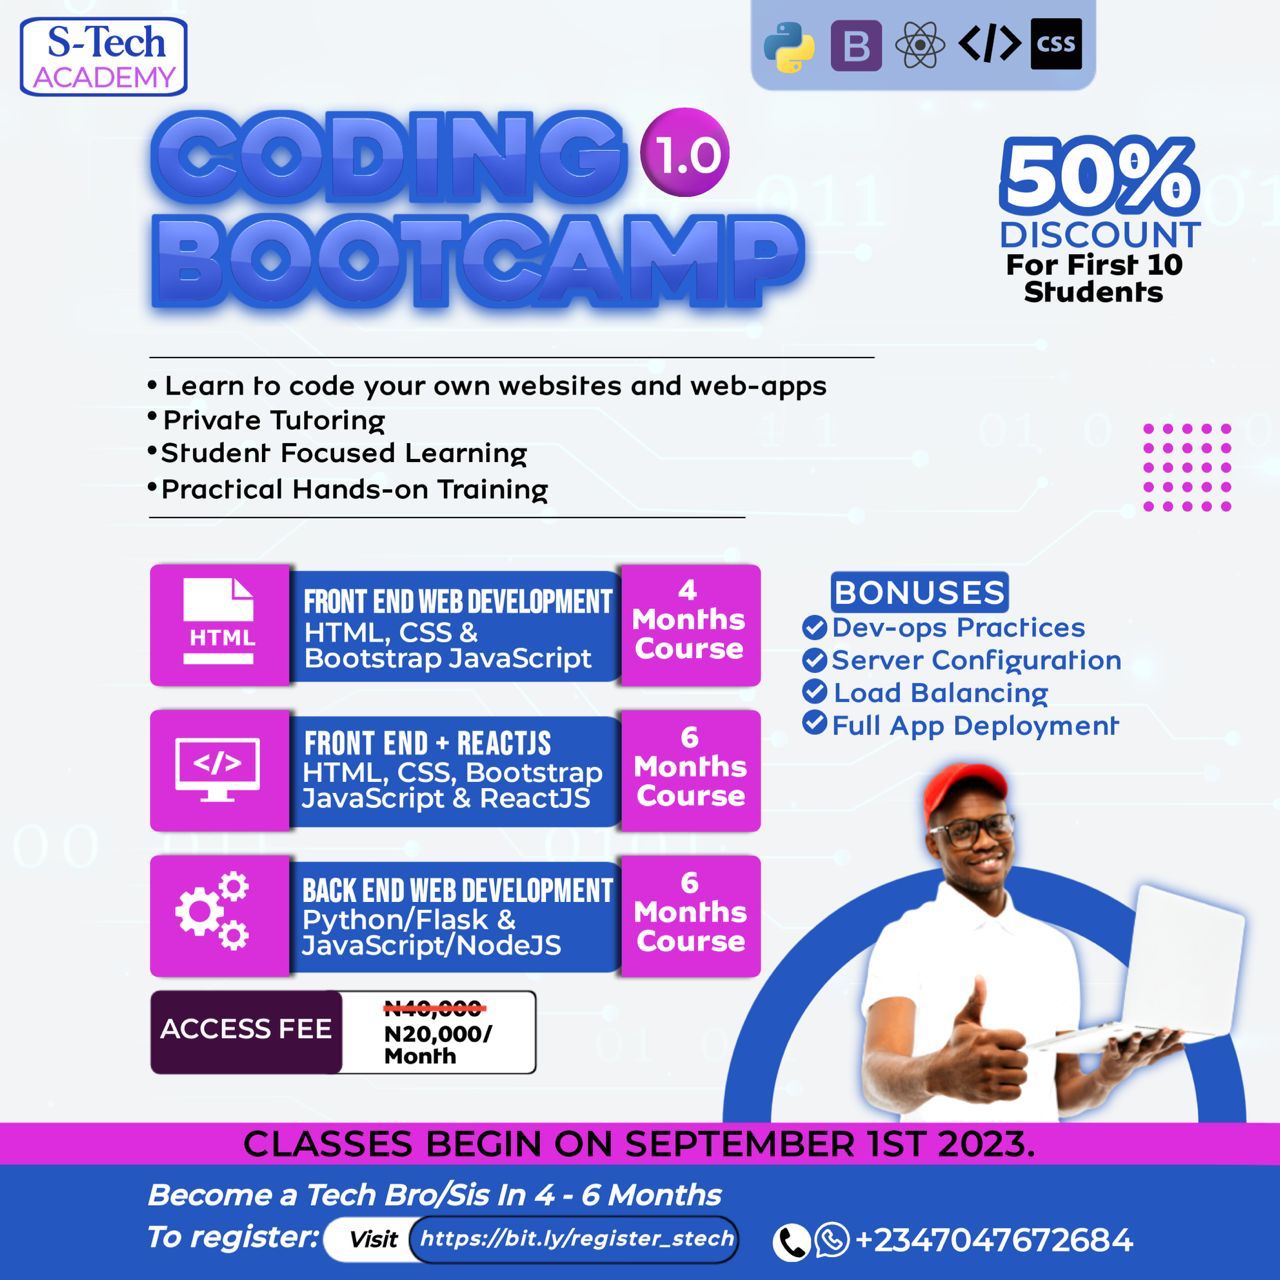 S-Tech
ACADEMY
B
</>
CSS
CODING 1.0
BOOTCAMP
50%
DISCOUNT
For First 10
Students
• Learn to code your own websites and web-apps
• Private Tutoring
• Student Focused Learning
• Practical Hands-on Training
HTML
FRONT END WEB DEVELOPMENT
HTML, CSS &
Bootstrap JavaScript
4
Months
Course
</>
FRONT END + REACTJS
HTML, CSS, Bootstrap
JavaScript & ReactJS
6
Months
Course
BACK END WEB DEVELOPMENT
Python/Flask &
JavaScript/NodeJS
6
Months
Course
BONUSES
Dev-ops Practices
Server Configuration
Load Balancing
Full App Deployment
ACCESS FEE
N40,000
N20,000/
Month
CLASSES BEGIN ON SEPTEMBER 1ST 2023.
Become a Tech Bro/Sis In 4 - 6 Months
To register: Visit https://bit.ly/register_stech
+2347047672684